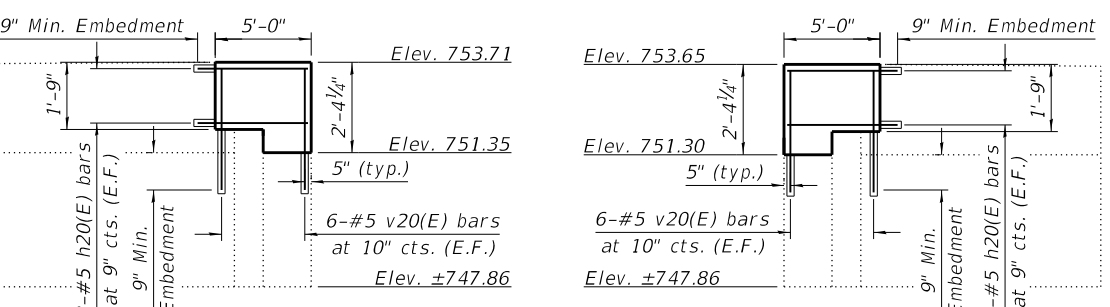 9" Min. Embedment
5'-0"
Elev. 753.71
1'-9"
2'-4¼"
Elev. 751.35
5" (typ.)
-#5 h20(E) bars
at 9" cts. (E.F.)
9" Min.
Embedment
6-#5 v20(E) bars
at 10" cts. (E.F.)
Elev. ±747.86
5'-0"
9" Min. Embedment
Elev. 753.65
2'-4¼"
1'-9"
Elev. 751.30
5" (typ.)
6-#5 v20(E) bars
at 10" cts. (E.F.)
Elev. ±747.86
9" Min.
Embedment
-#5 h20(E) bars
at 9" cts. (E.F.)